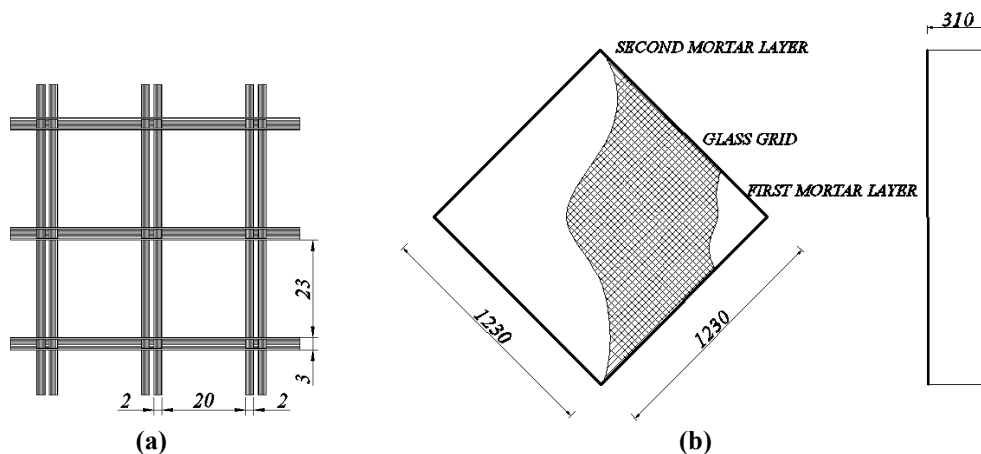 310
SECOND MORTAR LAYER
GLASS GRID
FIRST MORTAR LAYER
23
3
2 20 2
1230 1230
(a) (b)